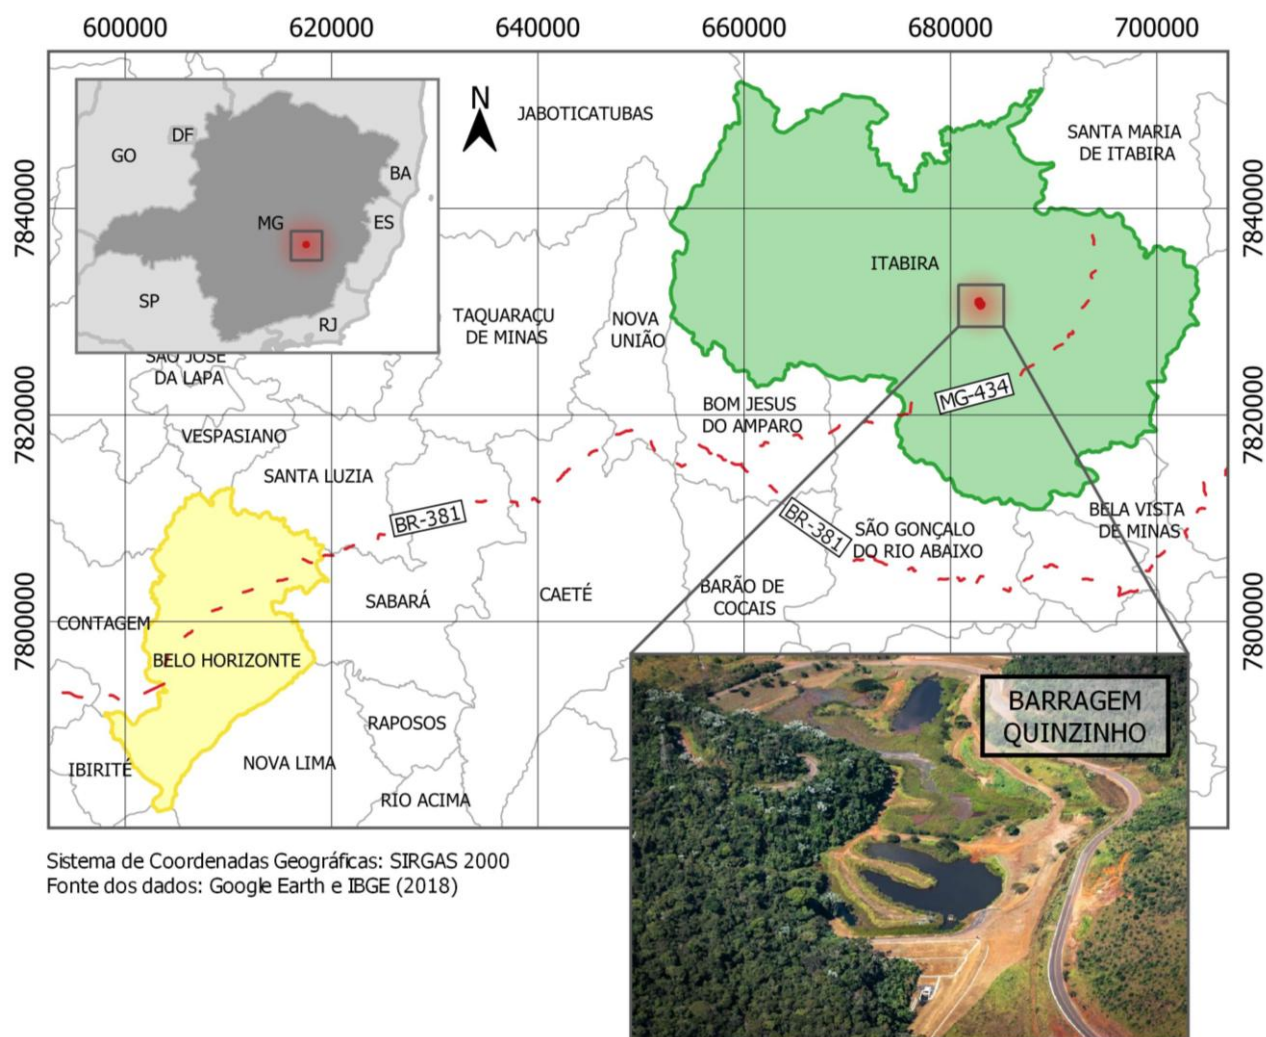 600000
620000
640000
660000
680000
700000
N
JABOTICATUBAS
SANTA MARIA
DE ITABIRA
DF
GO
BA
MG
ES
SP
RJ
7840000
7840000
ITABIRA
TAQUARAÇU
DE MINAS
NOVA
UNIÃO
SÃO JOSÉ
DA LAPA
MG-434
7820000
7820000
BOM JESUS
DO AMPARO
VESPASIANO
SANTA LUZIA
BR-381
BR-381
SÃO GONÇALO
DO RIO ABAIXO
BELA VISTA
DE MINAS
BARÃO DE
COCAIS
CAETÉ
SABARÁ
CONTAGEM
7800000
7800000
BELO HORIZONTE
RAPOSOS
NOVA LIMA
IBIRITÉ
RIO ACIMA
BARRAGEM
QUINZINHO
Sistema de Coordenadas Geográficas: SIRGAS 2000
Fonte dos dados: Google Earth e IBGE (2018)